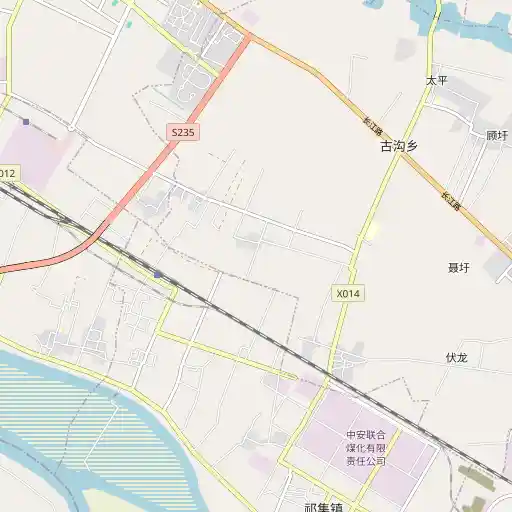 太平
长江路
S235
顾圩
古沟乡
012
长江路
聂圩
X014
伏龙
中安联合
煤化有限
责任公司
祁集镇